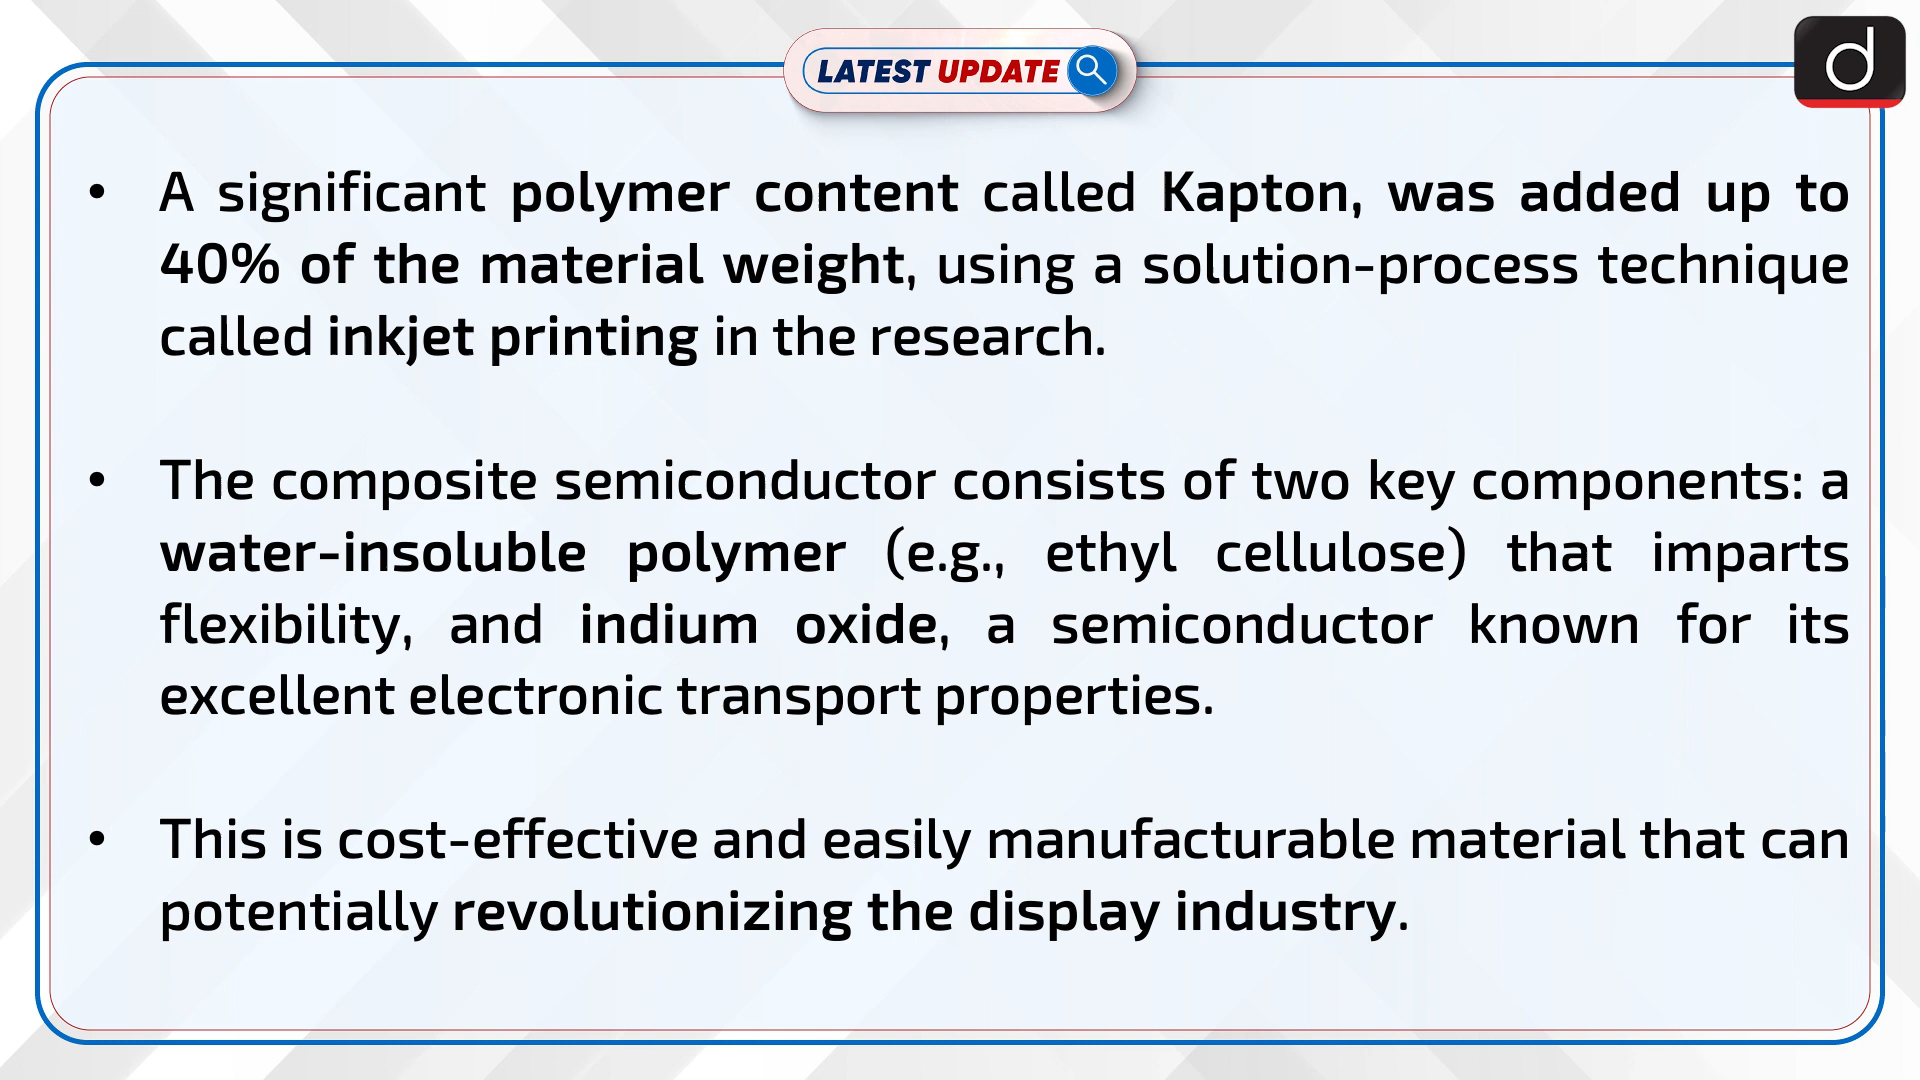 LATEST UPDATE
d
• A significant polymer content called Kapton, was added up to
40% of the material weight, using a solution-process technique
called inkjet printing in the research.
• The composite semiconductor consists of two key components: a
water-insoluble polymer (e.g., ethyl cellulose) that imparts
flexibility, and indium oxide, a semiconductor known for its
excellent electronic transport properties.
• This is cost-effective and easily manufacturable material that can
potentially revolutionizing the display industry.